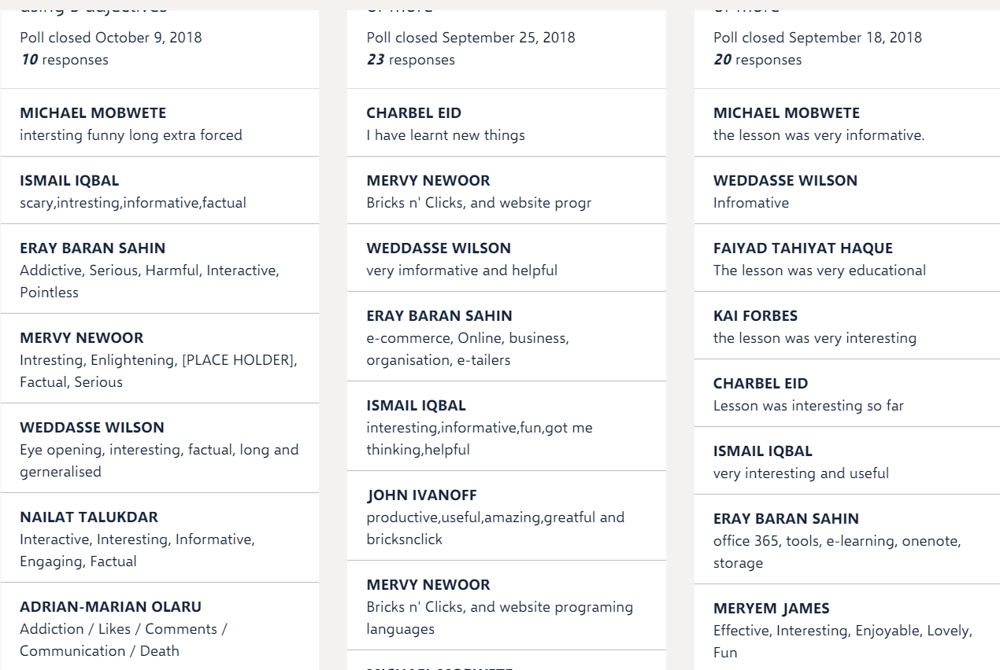 using 5 adjectives
Poll closed October 9, 2018
10 responses
MICHAEL MOBWETE
intersting funny long extra forced
ISMAIL IQBAL
scary,intresting,informative,factual
ERAY BARAN SAHIN
Addictive, Serious, Harmful, Interactive,
Pointless
MERVY NEWOOR
Intresting, Enlightening, [PLACE HOLDER],
Factual, Serious
WEDDASSE WILSON
Eye opening, interesting, factual, long and
gerneralised
NAILAT TALUKDAR
Interactive, Interesting, Informative,
Engaging, Factual
ADRIAN-MARIAN OLARU
Addiction / Likes / Comments /
Communication / Death
or more
Poll closed September 25, 2018
23 responses
CHARBEL EID
I have learnt new things
MERVY NEWOOR
Bricks n' Clicks, and website progr
WEDDASSE WILSON
very imformative and helpful
ERAY BARAN SAHIN
e-commerce, Online, business,
organisation, e-tailers
ISMAIL IQBAL
interesting,informative,fun,got me
thinking,helpful
JOHN IVANOFF
productive,useful,amazing,greatful and
bricksnclick
MERVY NEWOOR
Bricks n' Clicks, and website programing
languages
MICHAEL MOBWETE
or more
Poll closed September 18, 2018
20 responses
MICHAEL MOBWETE
the lesson was very informative.
WEDDASSE WILSON
Infromative
FAIYAD TAHIYAT HAQUE
The lesson was very educational
KAI FORBES
the lesson was very interesting
CHARBEL EID
Lesson was interesting so far
ISMAIL IQBAL
very interesting and useful
ERAY BARAN SAHIN
office 365, tools, e-learning, onenote,
storage
MERYEM JAMES
Effective, Interesting, Enjoyable, Lovely,
Fun